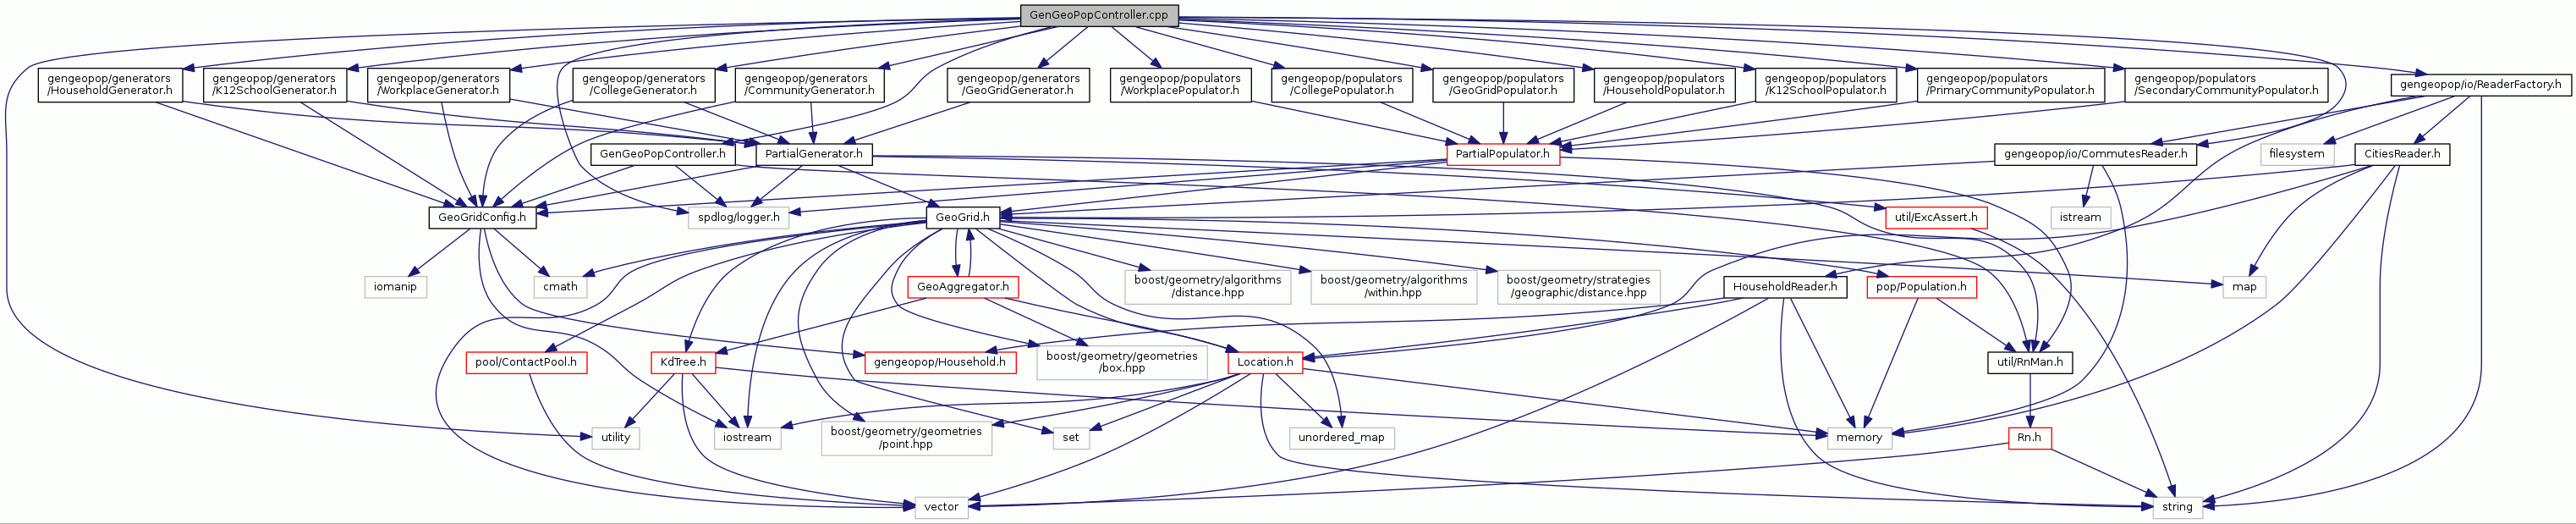 GenGeoPopController.cpp
gengeopop/generators
/HouseholdGenerator.h
gengeopop/generators
/K12SchoolGenerator.h
gengeopop/generators
/WorkplaceGenerator.h
gengeopop/generators
/CollegeGenerator.h
gengeopop/generators
/CommunityGenerator.h
gengeopop/generators
/GeoGridGenerator.h
gengeopop/populators
/WorkplacePopulator.h
gengeopop/populators
/CollegePopulator.h
gengeopop/populators
/GeoGridPopulator.h
gengeopop/populators
/HouseholdPopulator.h
gengeopop/populators
/K12SchoolPopulator.h
gengeopop/populators
/PrimaryCommunityPopulator.h
gengeopop/populators
/SecondaryCommunityPopulator.h
gengeopop/io/ReaderFactory.h
GenGeoPopController.h
PartialGenerator.h
PartialPopulator.h
gengeopop/io/CommutesReader.h
filesystem
CitiesReader.h
GeoGridConfig.h
spdlog/logger.h
GeoGrid.h
util/ExcAssert.h
istream
iomanip
cmath
GeoAggregator.h
boost/geometry/algorithms
/distance.hpp
boost/geometry/algorithms
/within.hpp
boost/geometry/strategies
/geographic/distance.hpp
HouseholdReader.h
pop/Population.h
map
pool/ContactPool.h
KdTree.h
gengeopop/Household.h
boost/geometry/geometries
/box.hpp
Location.h
util/RnMan.h
utility
iostream
boost/geometry/geometries
/point.hpp
set
unordered_map
memory
Rn.h
vector
string